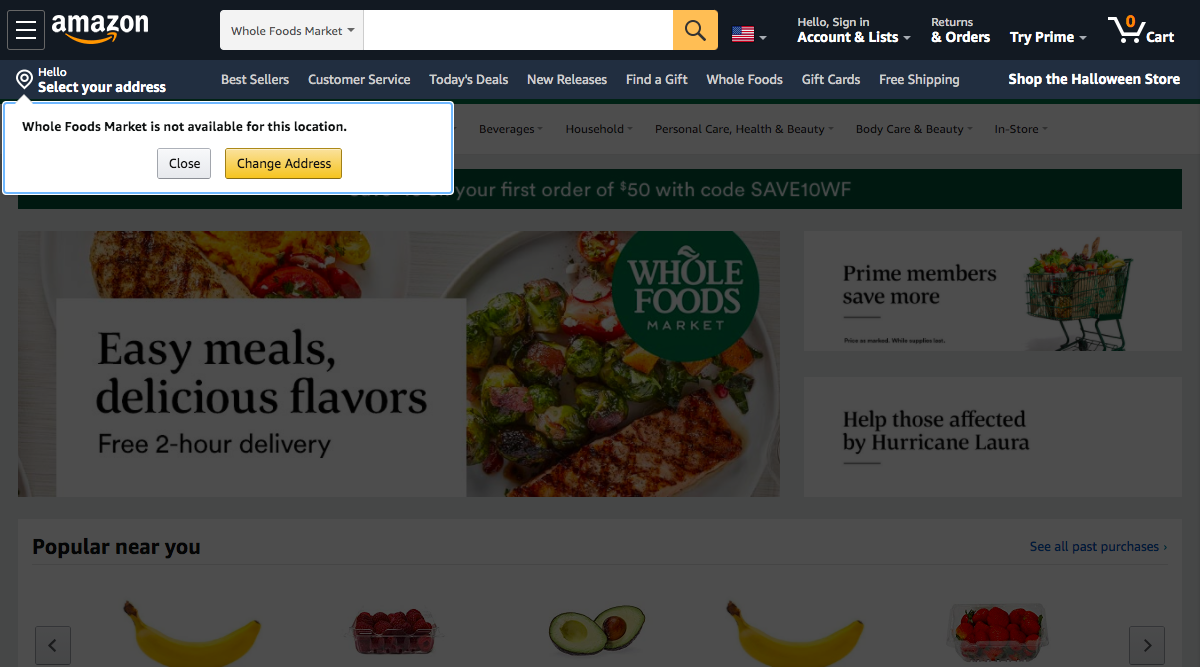 amazon
Whole Foods Market
Hello, Sign in
Account & Lists
Returns
& Orders
Try Prime
0
Cart
Hello
Select your address
Best Sellers
Customer Service
Today's Deals
New Releases
Find a Gift
Whole Foods
Gift Cards
Free Shipping
Shop the Halloween Store
Whole Foods Market is not available for this location.
Close
Change Address
Beverages
Household
Personal Care, Health & Beauty
Body Care & Beauty
In-Store
your first order of $50 with code SAVE10WF
Easy meals,
delicious flavors
Free 2-hour delivery
WHOLE
FOODS
MARKET
Prime members
save more
Price as marked. While supplies last.
Help those affected
by Hurricane Laura
Popular near you
See all past purchases ›